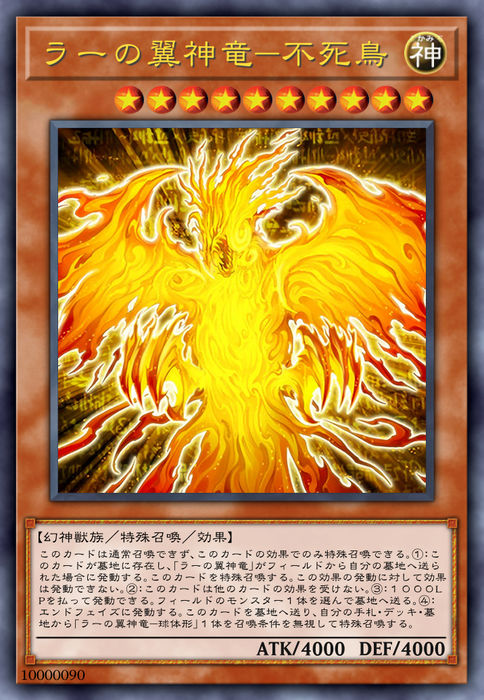 ラーの翼神竜－不死鳥
かみ
神
【幻神獣族／特殊召喚／効果】
このカードは通常召喚できず、このカードの効果でのみ特殊召喚できる。①：こ
のカードが墓地に存在し、「ラーの翼神竜」がフィールドから自分の墓地へ送ら
れた場合に発動する。このカードを特殊召喚する。この効果の発動に対して効果
は発動できない。②：このカードは他のカードの効果を受けない。③：１０００Ｌ
Ｐを払って発動できる。フィールドのモンスター１体を選んで墓地へ送る。④：
エンドフェイズに発動する。このカードを墓地へ送り、自分の手札・デッキ・墓
地から「ラーの翼神竜－球体形」１体を召喚条件を無視して特殊召喚する。
ATK/4000 DEF/4000
10000090